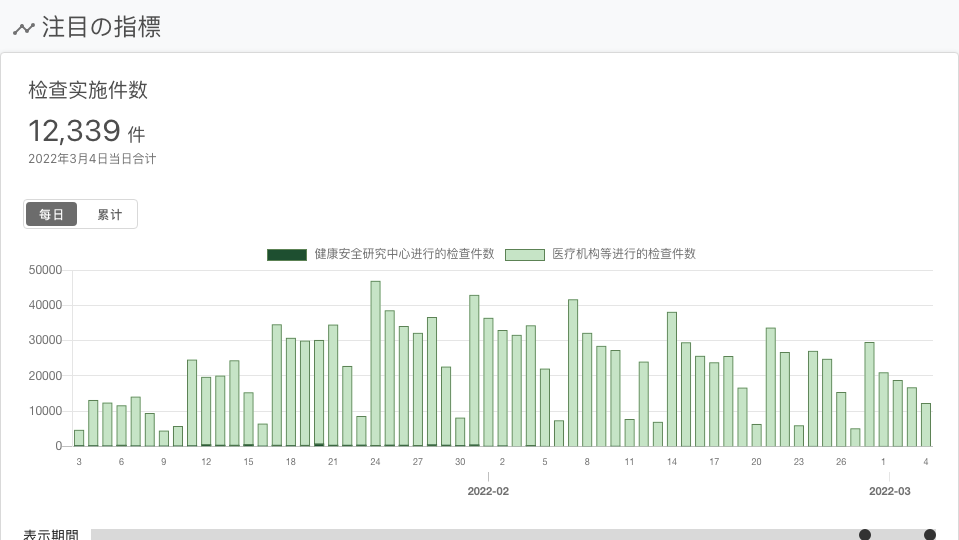 注目の指標
检查实施件数
12,339 件
2022年3月4日当日合计
每日 累计
健康安全研究中心进行的检查件数 医疗机构等进行的检查件数
50000
40000
30000
20000
10000
0
3 6 9 12 15 18 21 24 27 30 2 5 8 11 14 17 20 23 26 1 4
2022-02 2022-03
表示期間